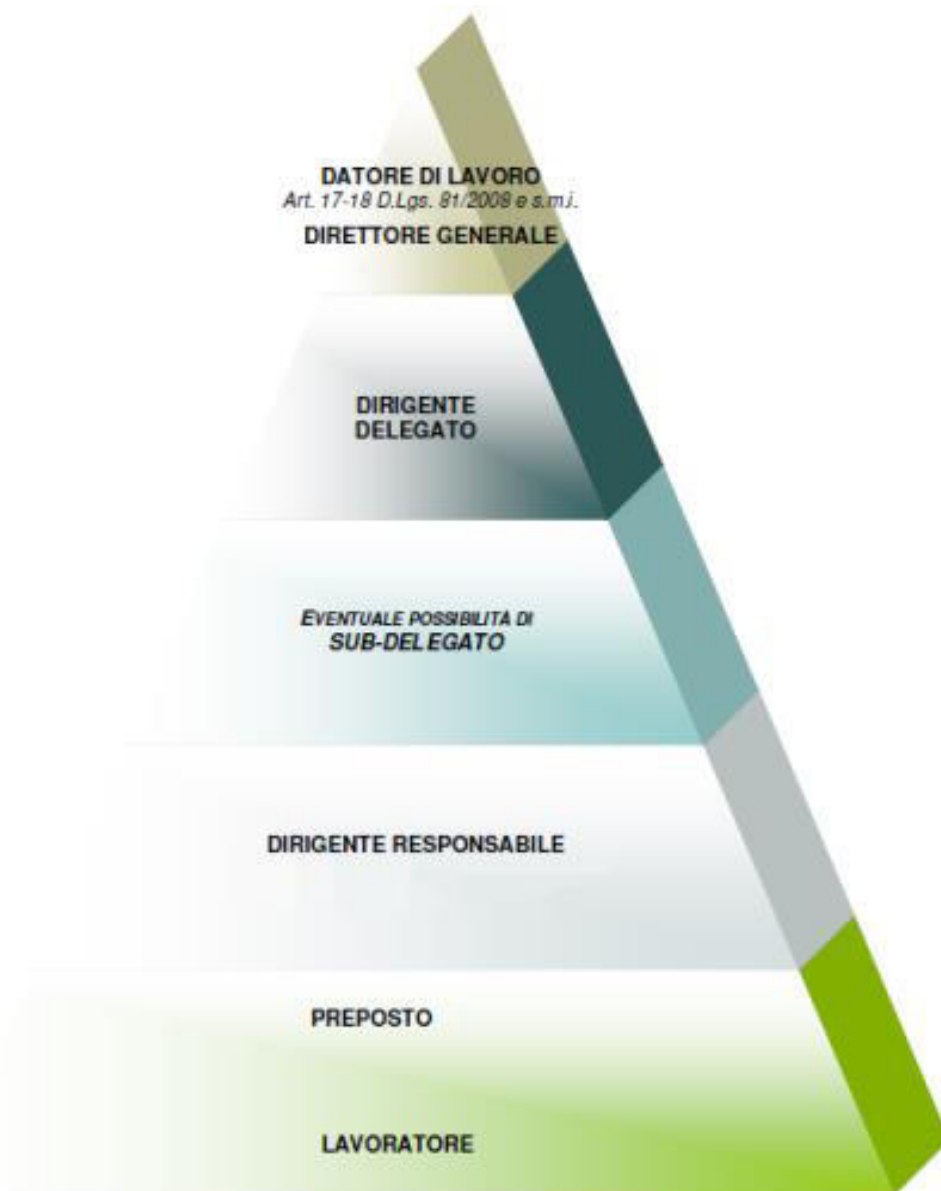 DATORE DI LAVORO
Art. 17-18 D.Lgs. 81/2008 e s.m.i.
DIRETTORE GENERALE
DIRIGENTE
DELEGATO
EVENTUALE POSSIBILITÀ DI
SUB-DELEGATO
DIRIGENTE RESPONSABILE
PREPOSTO
LAVORATORE